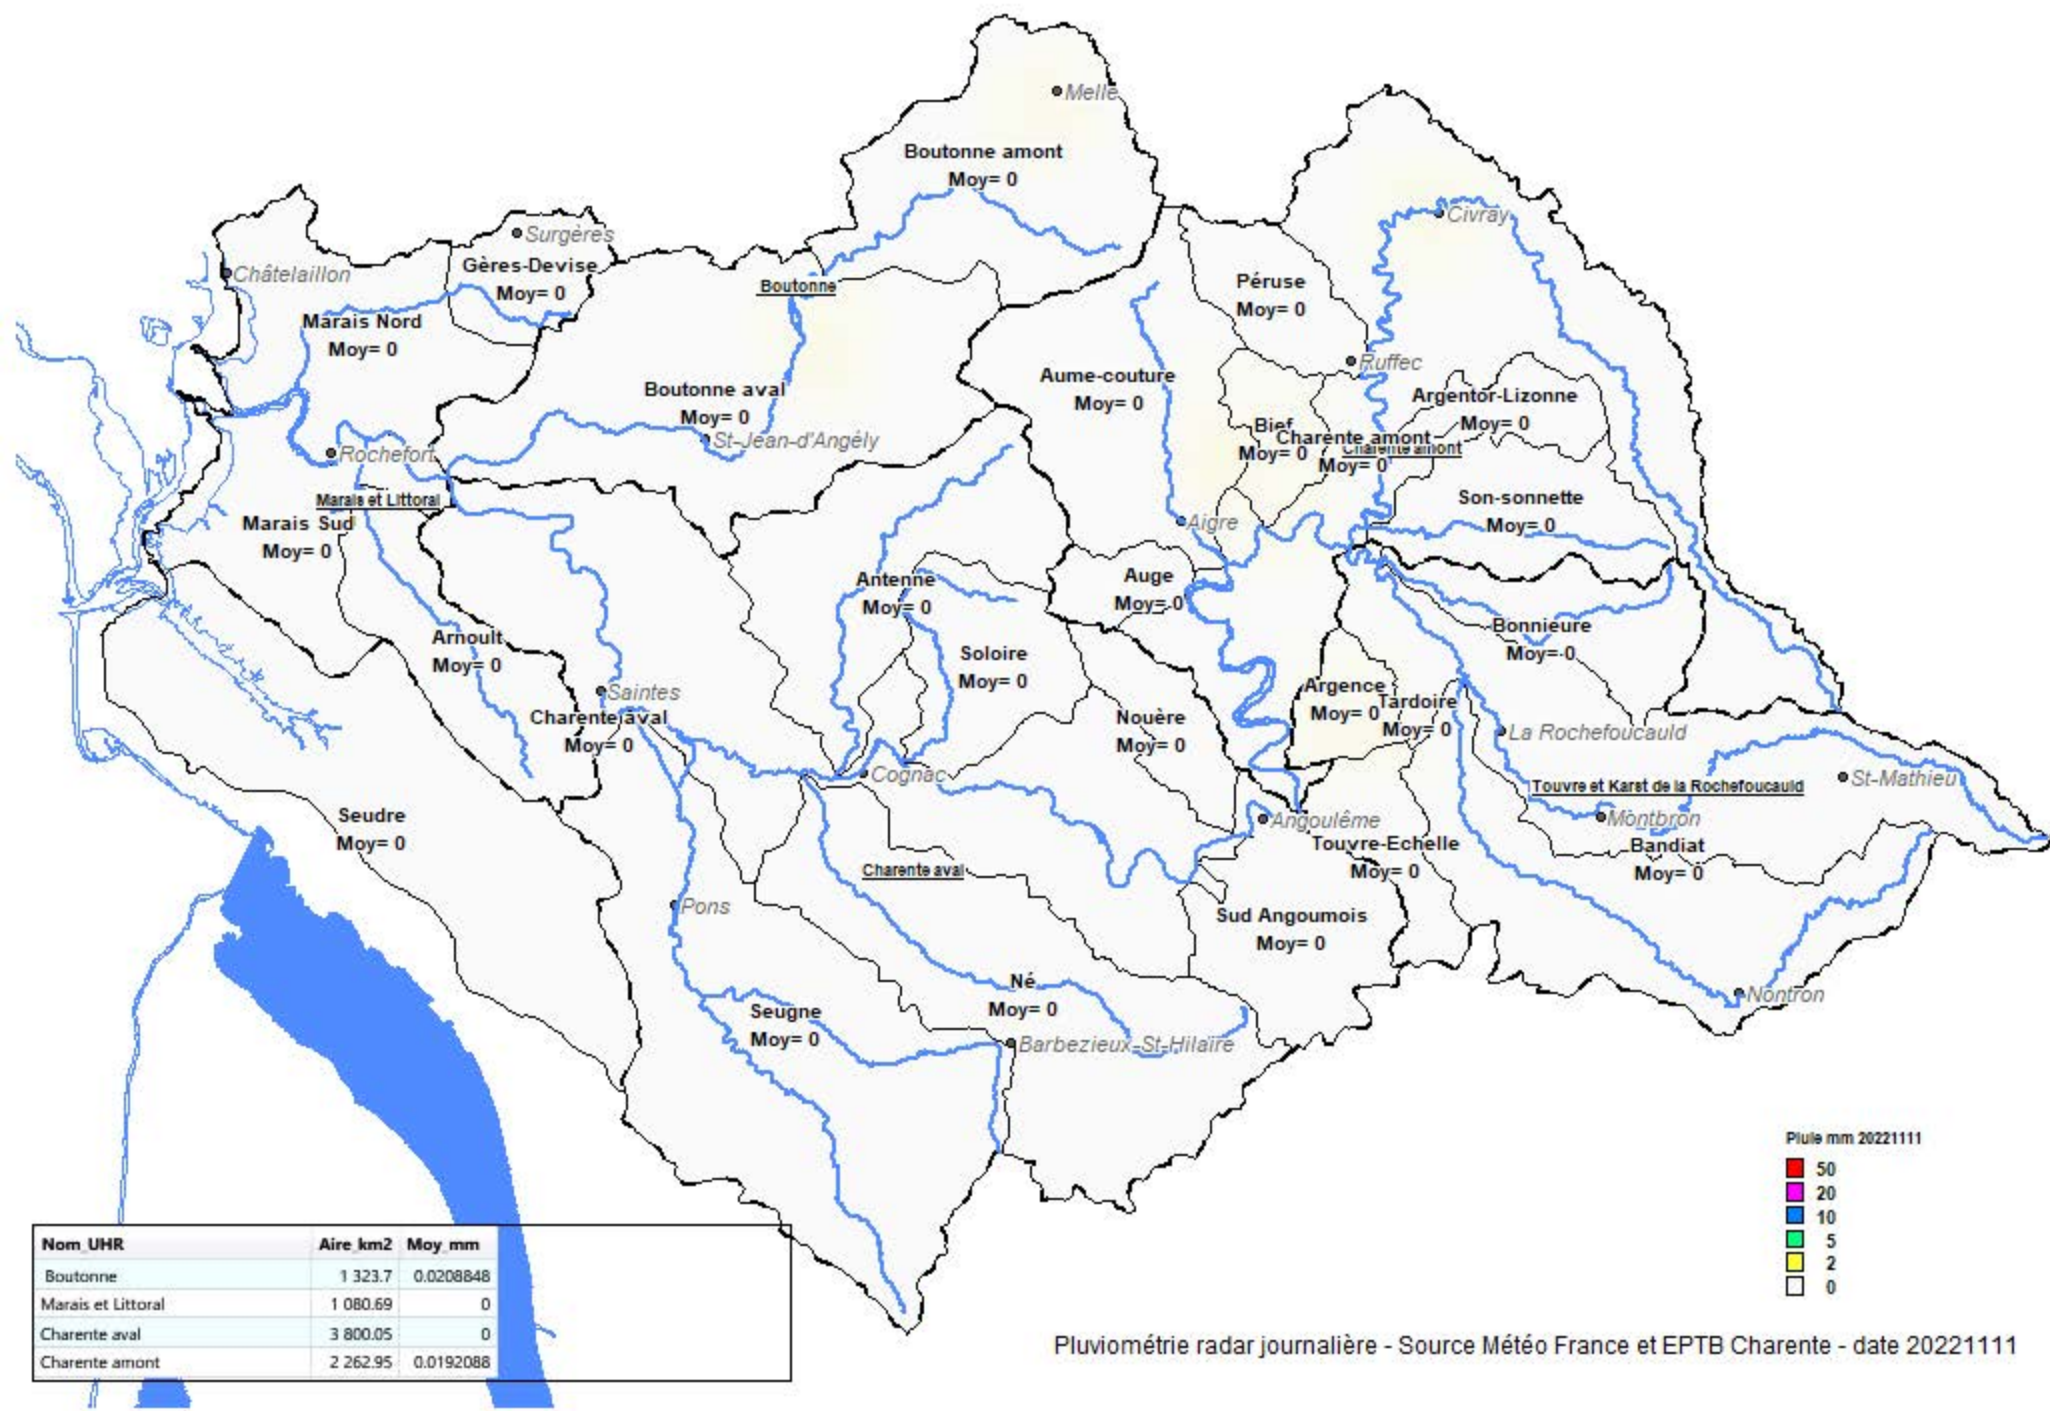 Melle
Boutonne amont
Moy= 0
Civray
Surgères
Châtelaillon
Gères-Devise
Moy= 0
Boutonne
Péruse
Moy= 0
Marais Nord
Moy= 0
Ruffec
Aume-couture
Moy= 0
Boutonne aval
Moy= 0
St-Jean-d'Angély
Argentor-Lizonne
Moy= 0
Bief
Moy= 0
Charente amont
Moy= 0
Charente amont
Rochefort
Marais et Littoral
Marais Sud
Moy= 0
Son-sonnette
Moy= 0
Aigre
Antenne
Moy= 0
Auge
Moy= 0
Bonnieure
Moy= 0
Arnoult
Moy= 0
Soloire
Moy= 0
Saintes
Charente aval
Moy= 0
Argence
Moy= 0
Tardoire
Moy= 0
Nouère
Moy= 0
La Rochefoucauld
Cognac
Touvre et Karst de la Rochefoucauld
St-Mathieu
Seudre
Moy= 0
Angoulême
Montbron
Touvre-Echelle
Moy= 0
Bandiat
Moy= 0
Charente aval
Pons
Sud Angoumois
Moy= 0
Né
Moy= 0
Nontron
Seugne
Moy= 0
Barbezieux-St-Hilaire
Pluie mm 20221111
50
20
10
5
2
0
Nom_UHR Aire_km2 Moy_mm
Boutonne 1 323.7 0.0208848
Marais et Littoral 1 080.69 0
Charente aval 3 800.05 0
Charente amont 2 262.95 0.0192088
Pluviométrie radar journalière - Source Météo France et EPTB Charente - date 20221111